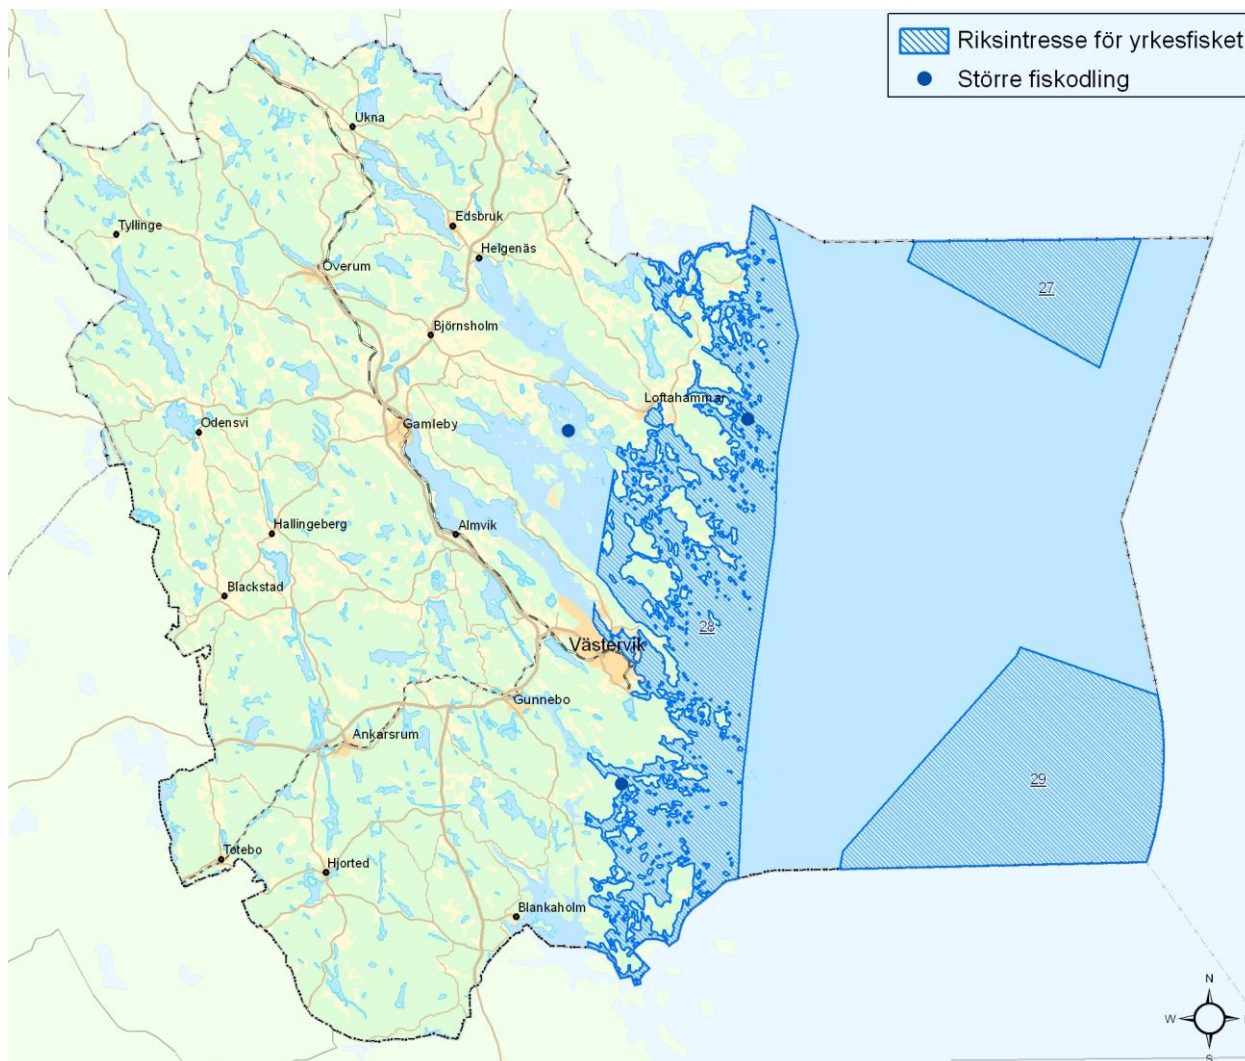 Riksintresse för yrkesfisket
Större fiskodling
Ukna
Tyllinge
Edsbruk
Helgenäs
Överum
27
Björnsholm
Loftahammar
Gamleby
Odensvi
Hallingeberg
Almvik
Blackstad
28
Västervik
Gunnebo
Ankarsrum
29
Totebo
Hjorted
Blankaholm
N
W
S